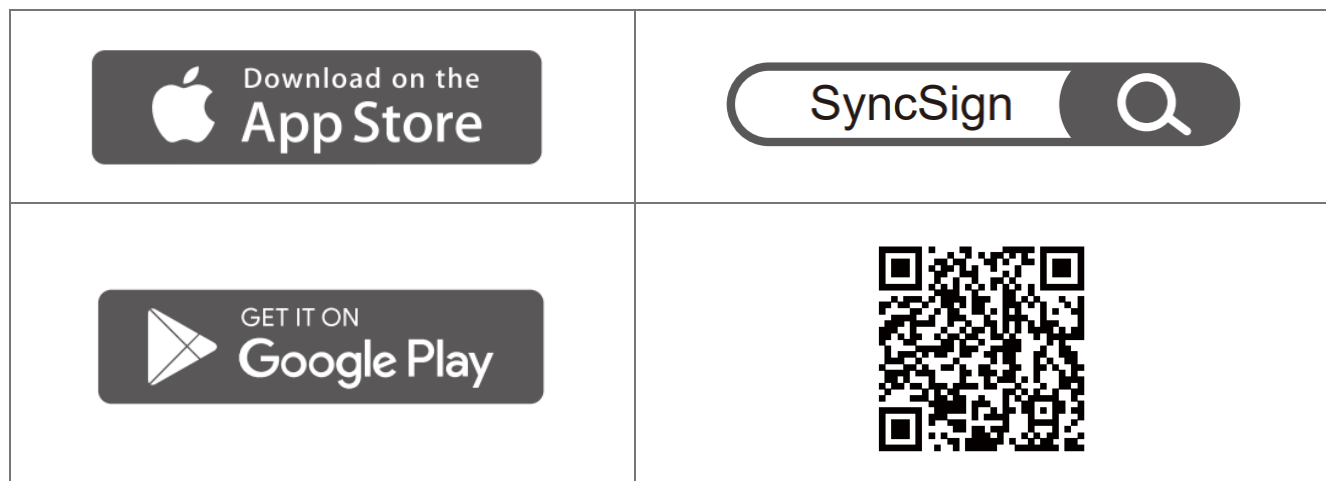 Download on the
App Store
SyncSign
GET IT ON
Google Play